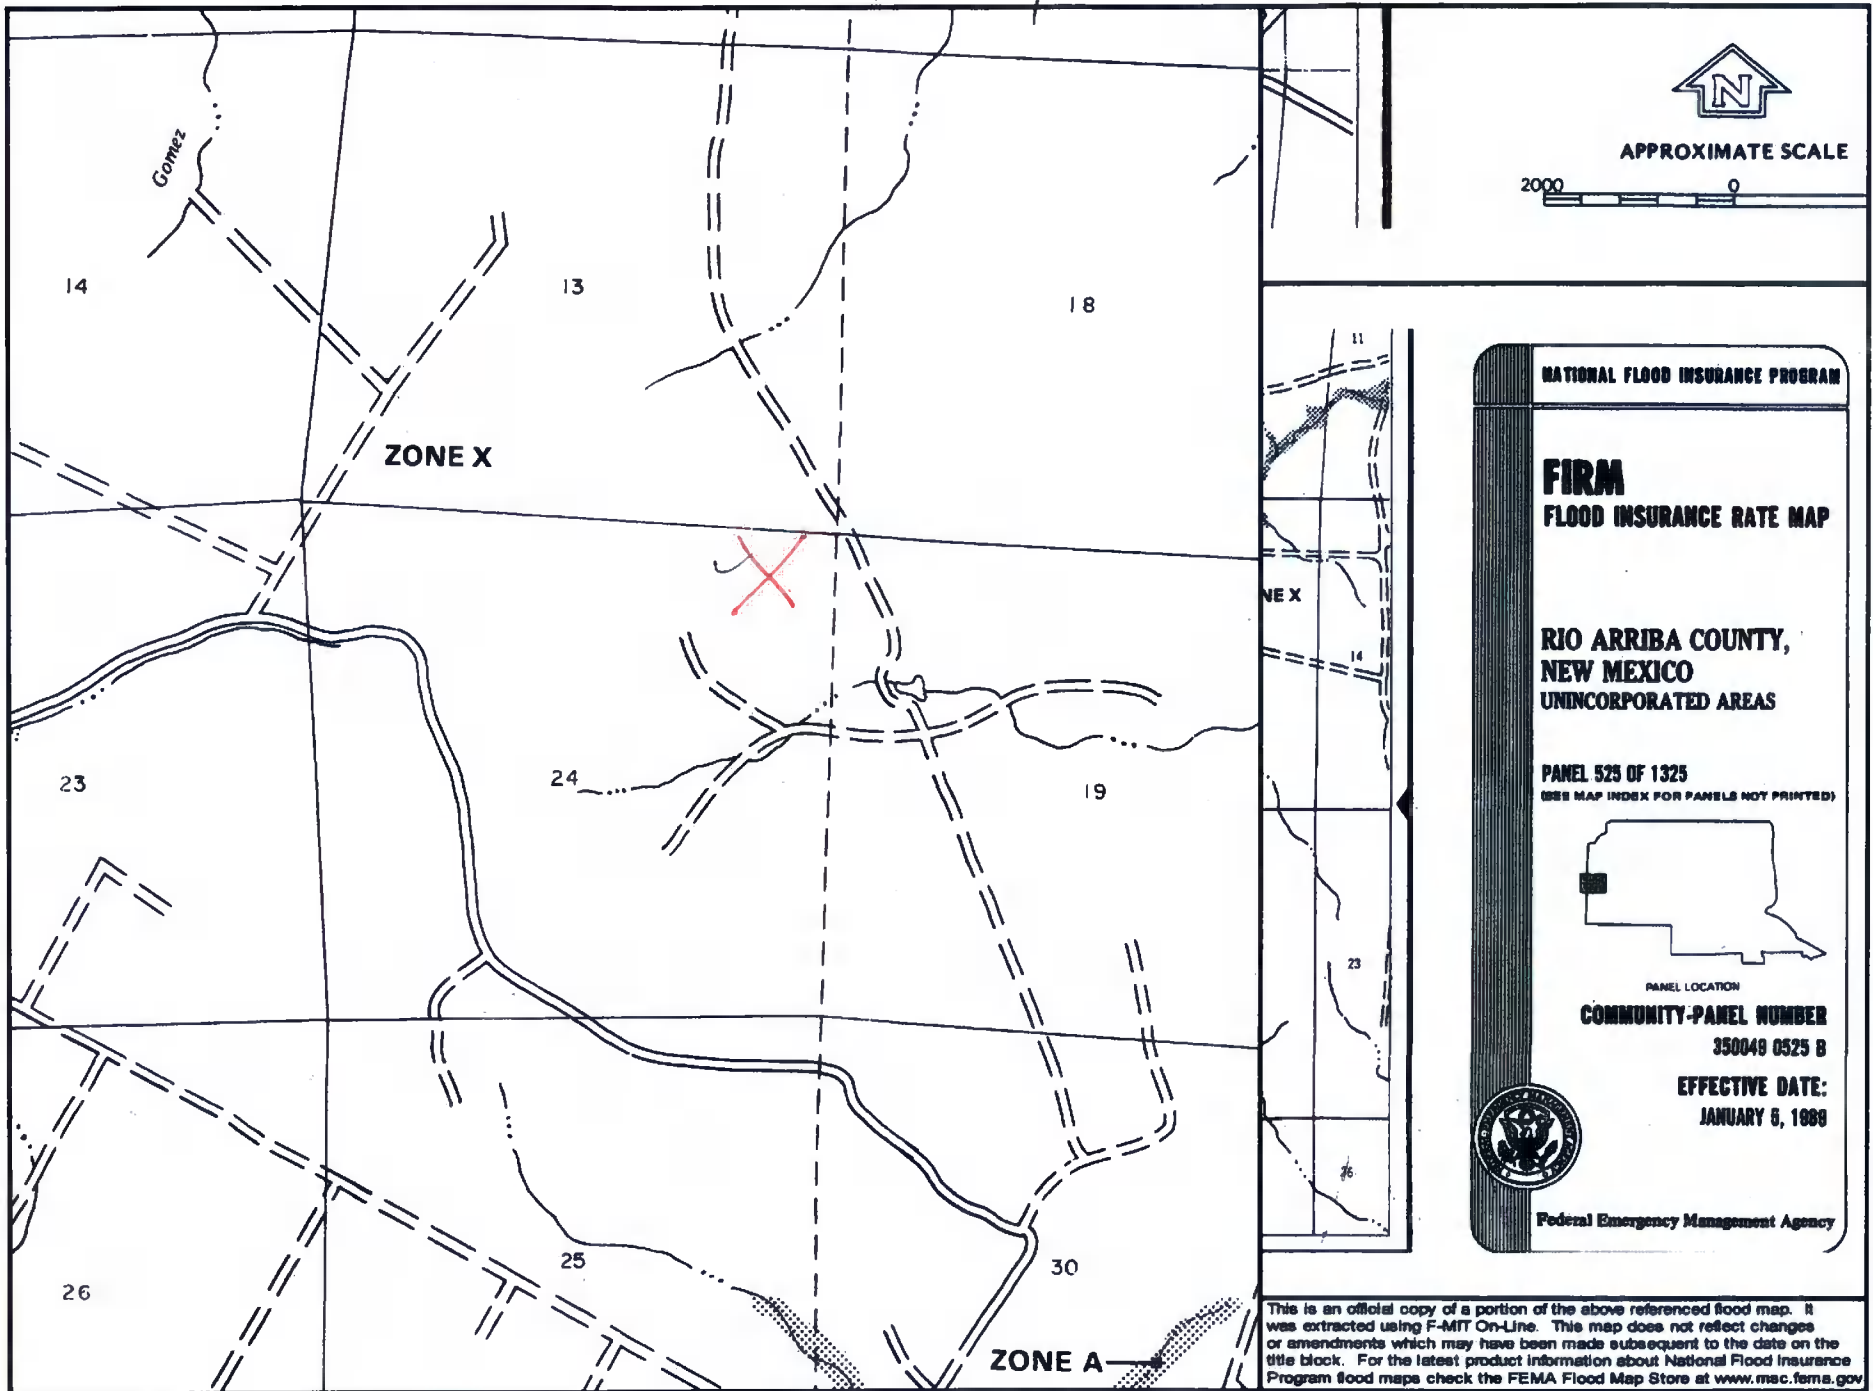 Gomez
14
13
18
ZONE X
23
24
19
26
25
30
ZONE A
N
APPROXIMATE SCALE
2000 0
11
NE X
14
23
26
NATIONAL FLOOD INSURANCE PROGRAM
FIRM
FLOOD INSURANCE RATE MAP
RIO ARRIBA COUNTY,
NEW MEXICO
UNINCORPORATED AREAS
PANEL 525 OF 1325
(SEE MAP INDEX FOR PANELS NOT PRINTED)
PANEL LOCATION
COMMUNITY-PANEL NUMBER
350049 0525 B
EFFECTIVE DATE:
JANUARY 5, 1989
Federal Emergency Management Agency
This is an official copy of a portion of the above referenced flood map. It
was extracted using F-MIT On-Line. This map does not reflect changes
or amendments which may have been made subsequent to the date on the
title block. For the latest product information about National Flood Insurance
Program flood maps check the FEMA Flood Map Store at www.msc.fema.gov